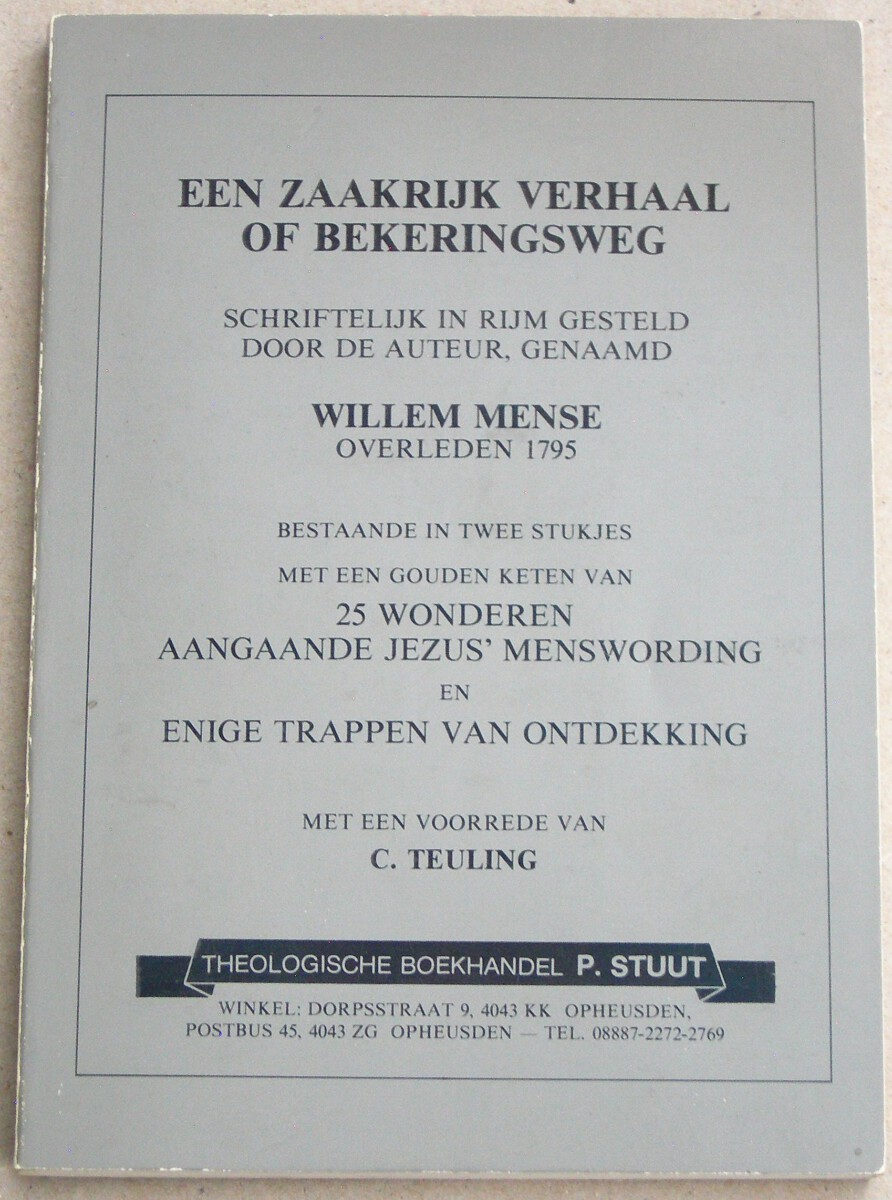 EEN ZAAKRIJK VERHAAL
OF BEKERINGSWEG
SCHRIFTELIJK IN RIJM GESTELD
DOOR DE AUTEUR, GENAAMD
WILLEM MENSE
OVERLEDEN 1795
BESTAANDE IN TWEE STUKJES
MET EEN GOUDEN KETEN VAN
25 WONDEREN
AANGAANDE JEZUS' MENSWORDING
EN
ENIGE TRAPPEN VAN ONTDEKKING
MET EEN VOORREDE VAN
C. TEULING
THEOLOGISCHE BOEKHANDEL P. STUUT
WINKEL: DORPSSTRAAT 9, 4043 KK OPHEUSDEN,
POSTBUS 45, 4043 ZG OPHEUSDEN — TEL. 08887-2272-2769